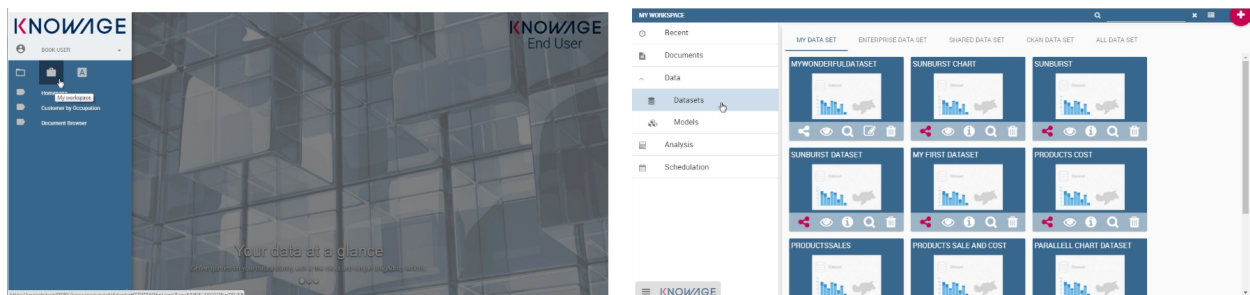 KNOWAGE
BOOK USER
Homepage
My workspace
Customer by Occupation
Document Browser
KNOWAGE
End User
Your data at a glance
MY WORKSPACE
Recent
Documents
Data
Datasets
Models
Analysis
Schedulation
KNOWAGE
MY DATA SET
ENTERPRISE DATA SET
SHARED DATA SET
CKAN DATA SET
ALL DATA SET
MYWONDERFULDATASET
SUNBURST CHART
SUNBURST
SUNBURST DATASET
MY FIRST DATASET
PRODUCTS COST
PRODUCTSSALES
PRODUCTS SALE AND COST
PARALLELL CHART DATASET